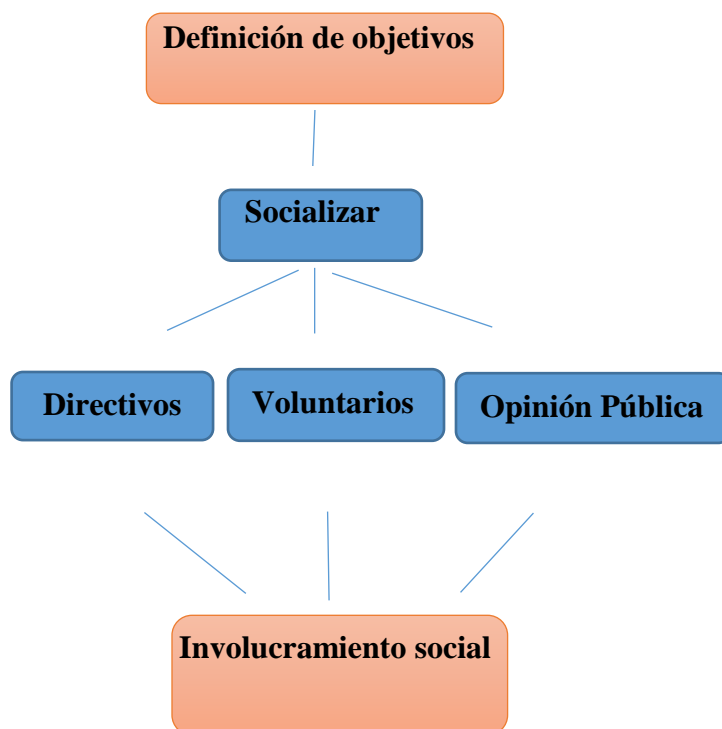 Definición de objetivos
Socializar
Directivos
Voluntarios
Opinión Pública
Involucramiento social